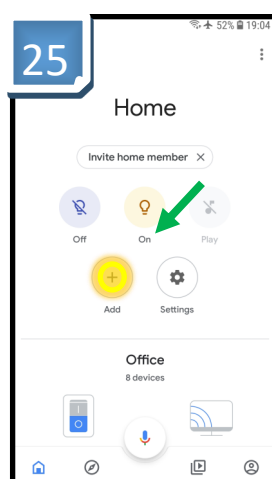 52% 19:04
25
Home
Invite home member
Off On Play
Add Settings
Office
8 devices